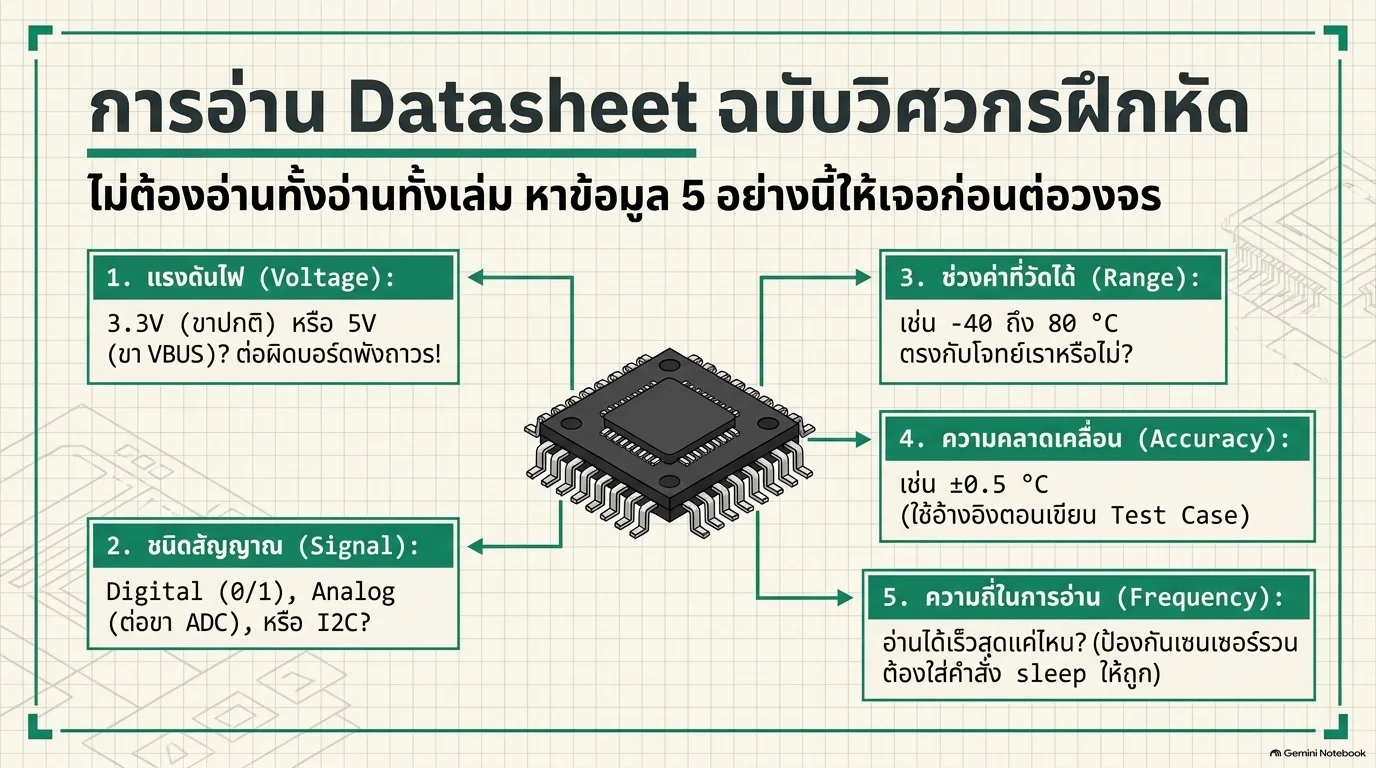 การอ่าน Datasheet ฉบับวิศวกรฝึกหัด
ไม่ต้องอ่านทั้งอ่านทั้งเล่ม หาข้อมูล 5 อย่างนี้ให้เจอก่อนต่อวงจร
1. แรงดันไฟ (Voltage):
3.3V (ขาปกติ) หรือ 5V
(ขา VBUS)? ต่อผิดบอร์ดพังถาวร!
2. ชนิดสัญญาณ (Signal):
Digital (0/1), Analog
(ต่อขา ADC), หรือ I2C?
3. ช่วงค่าที่วัดได้ (Range):
เช่น -40 ถึง 80 °C
ตรงกับโจทย์เราหรือไม่?
4. ความคลาดเคลื่อน (Accuracy):
เช่น ±0.5 °C
(ใช้อ้างอิงตอนเขียน Test Case)
5. ความถี่ในการอ่าน (Frequency):
อ่านได้เร็วสุดแค่ไหน? (ป้องกันเซนเซอร์รวน
ต้องใส่คำสั่ง sleep ให้ถูก)
Gemini Notebook